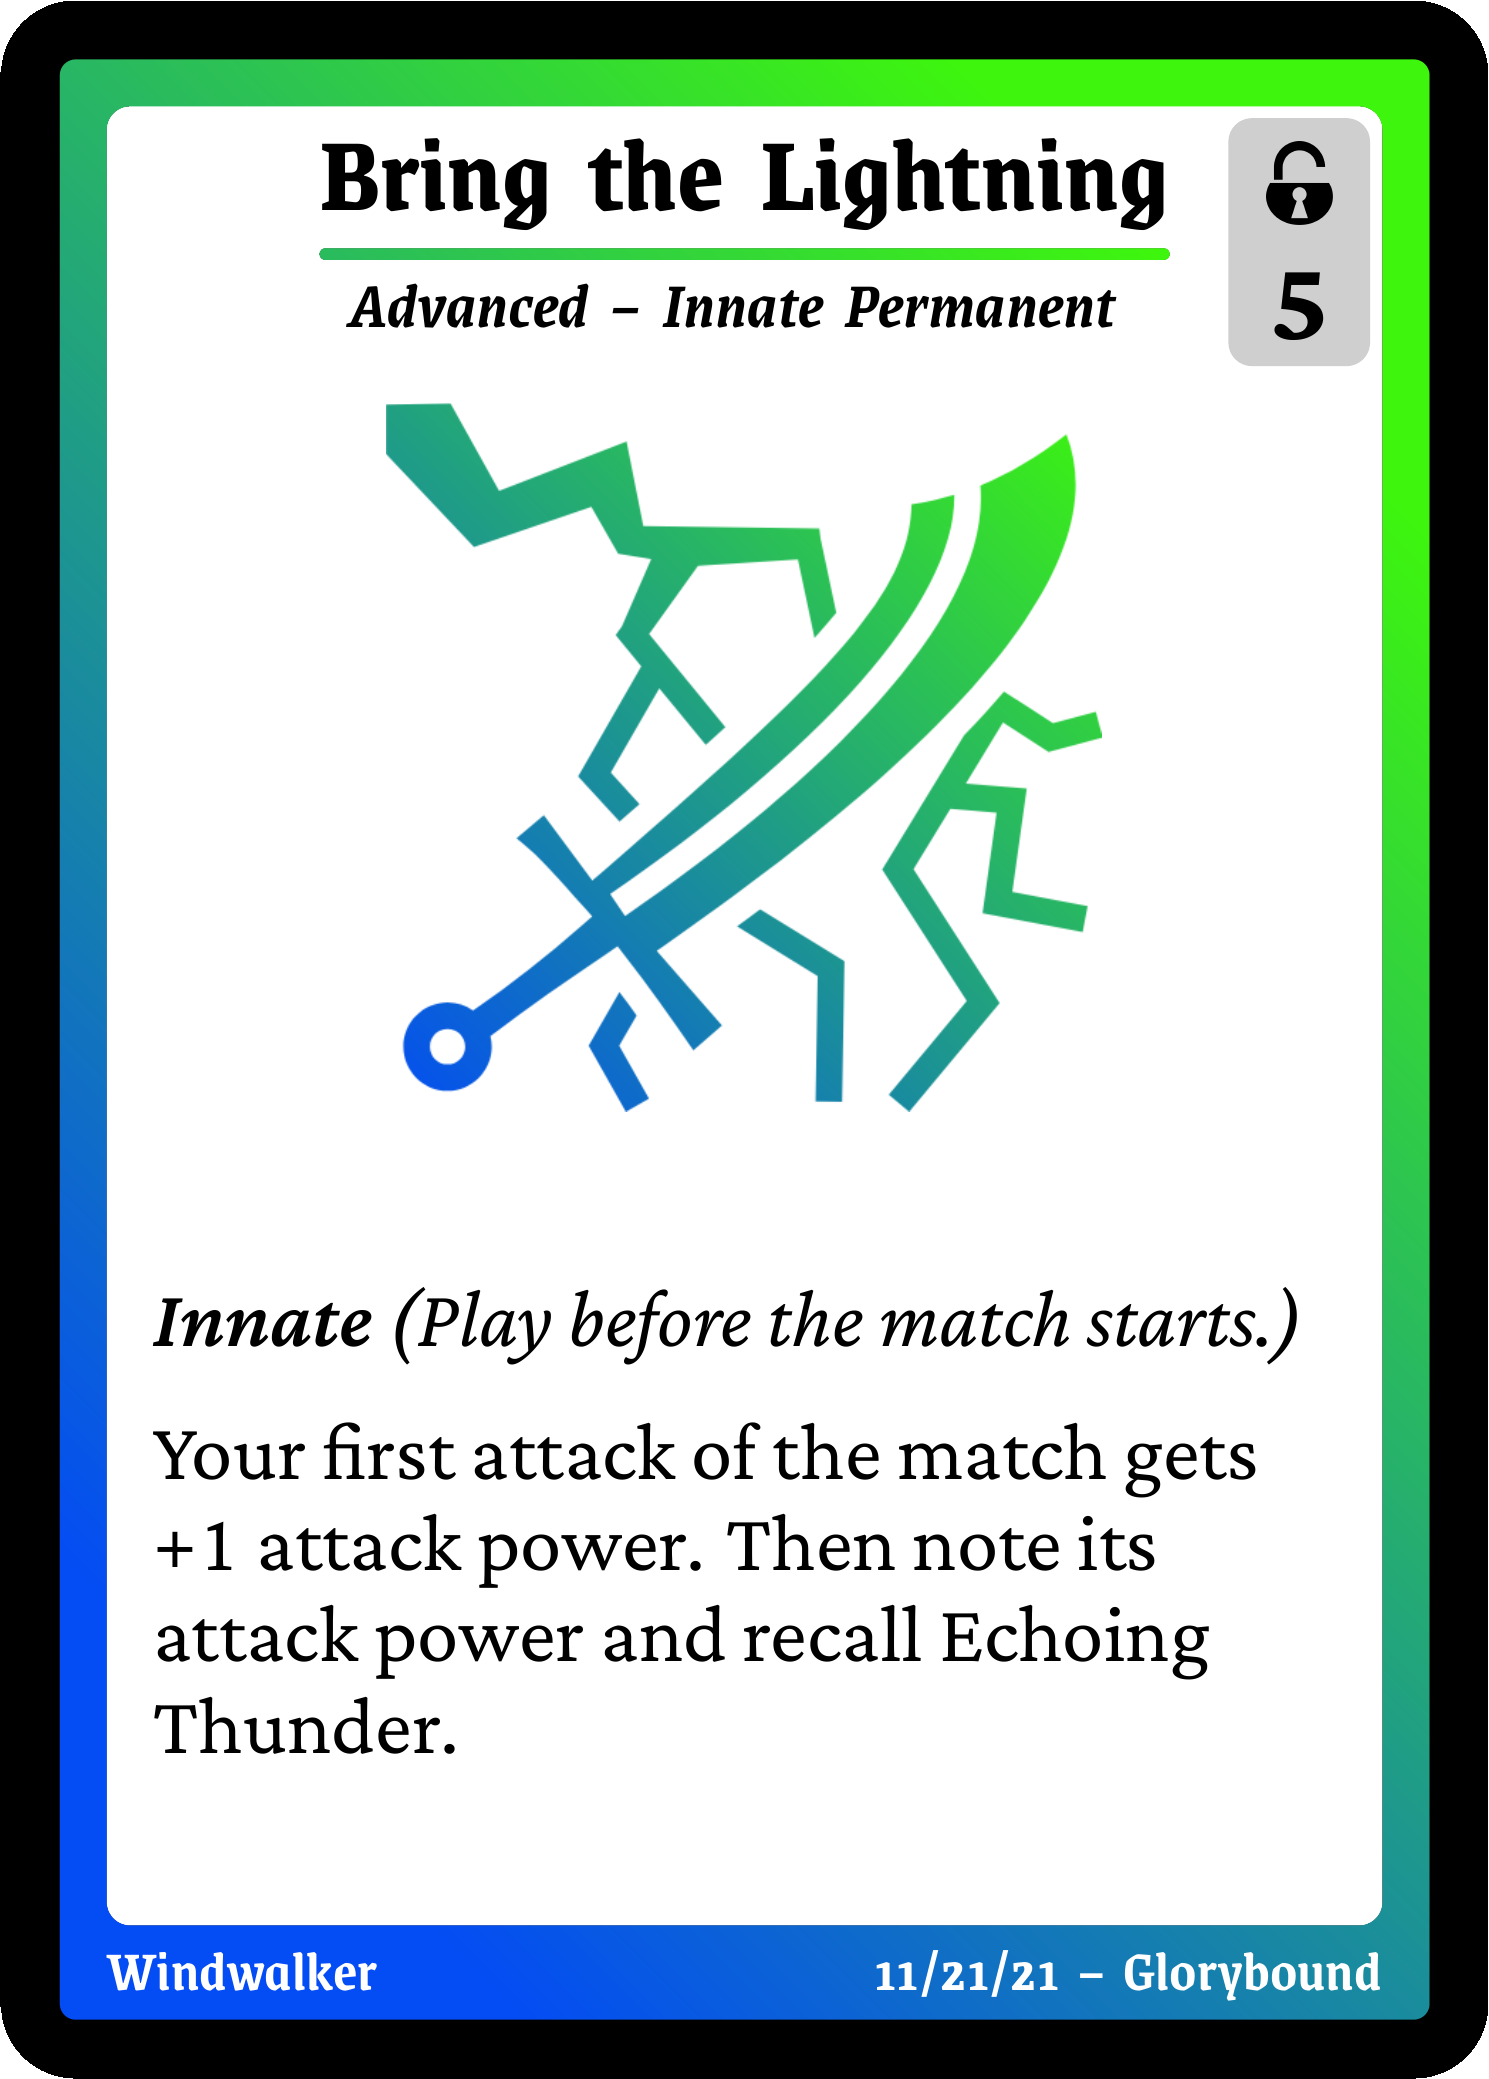 Bring the Lightning
5
Advanced – Innate Permanent
Innate (Play before the match starts.)
Your first attack of the match gets
+1 attack power. Then note its
attack power and recall Echoing
Thunder.
Windwalker
11/21/21 – Glorybound